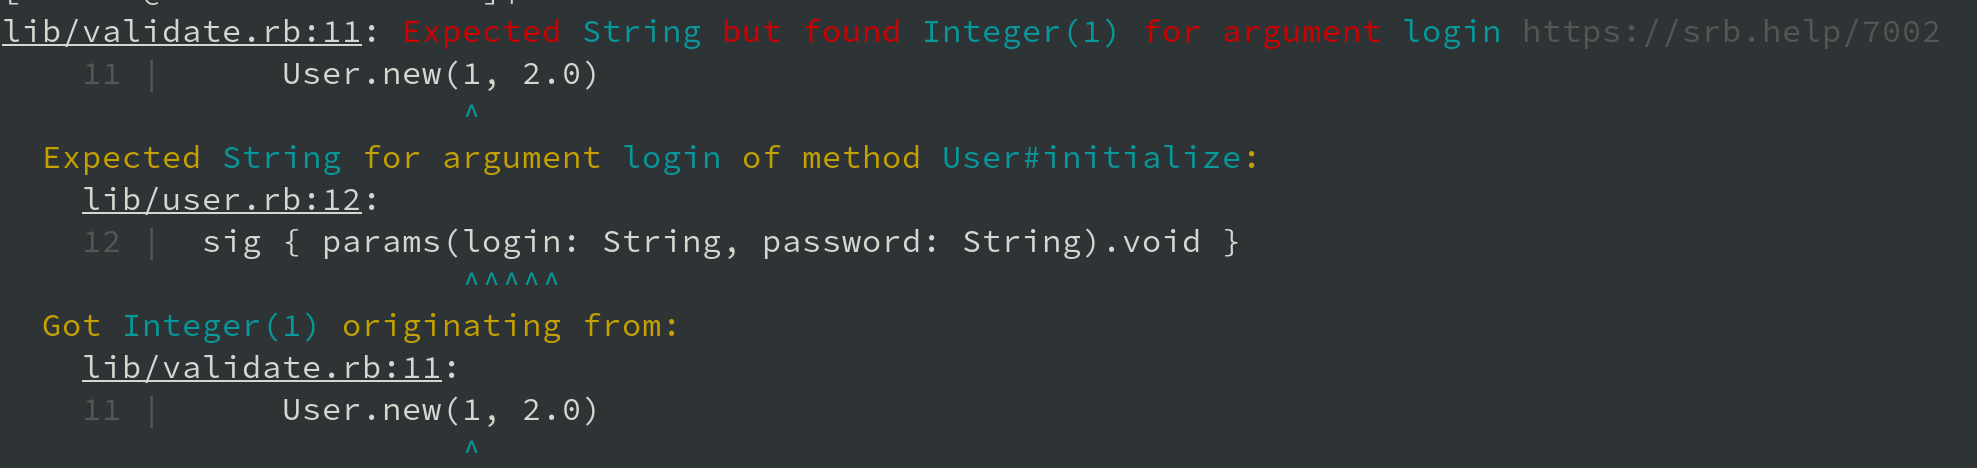 lib/validate.rb:11: Expected String but found Integer(1) for argument login https://srb.help/7002
    11 |      User.new(1, 2.0)
                       ^
  Expected String for argument login of method User#initialize:
    lib/user.rb:12:
    12 |  sig { params(login: String, password: String).void }
                       ^^^^^
  Got Integer(1) originating from:
    lib/validate.rb:11:
    11 |      User.new(1, 2.0)
                       ^